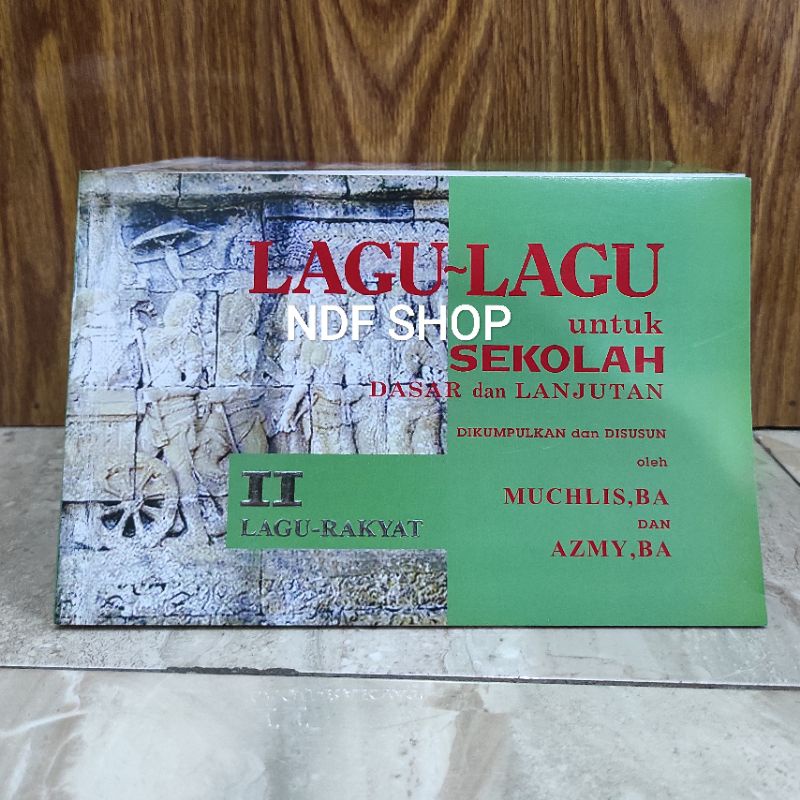 LAGU~LAGU
NDF SHOP
untuk
SEKOLAH
DASAR dan LANJUTAN
DIKUMPULKAN dan DISUSUN
oleh
II
MUCHLIS,BA
LAGU-RAKYAT
DAN
AZMY,BA